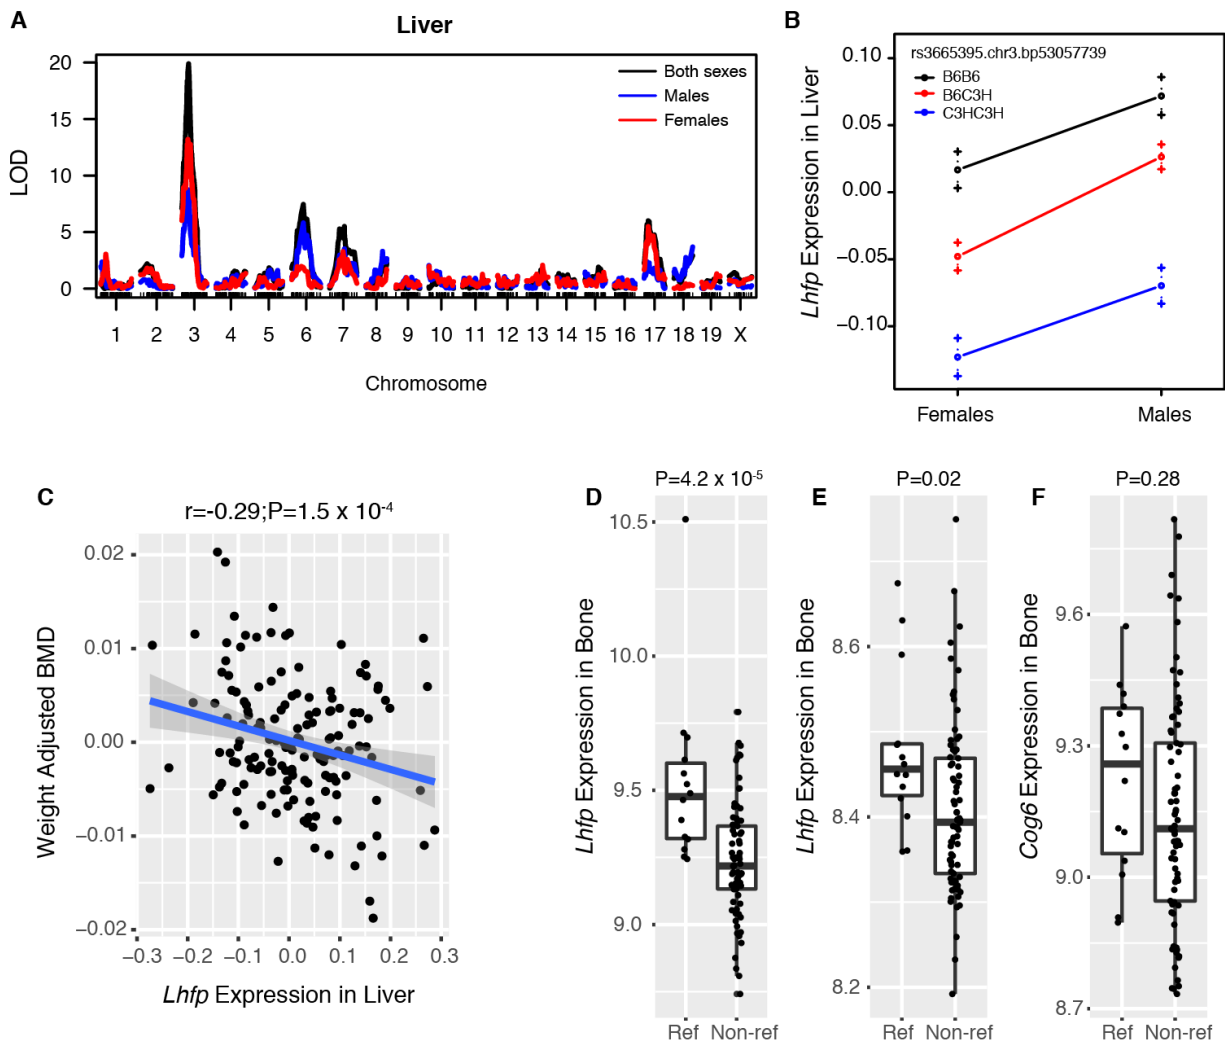 A
Liver
20
15
10
5
0
LOD
Both sexes
Males
Females
1 2 3 4 5 6 7 8 9 10 11 12 13 14 15 16 17 18 19 X
Chromosome
B
rs3665395.chr3.bp53057739
B6B6
B6C3H
C3HC3H
0.10
0.05
0.00
−0.05
−0.10
Lhfp Expression in Liver
Females Males
C
r=-0.29;P=1.5 x 10-4
0.02
0.01
0.00
−0.01
−0.02
Weight Adjusted BMD
−0.3 −0.2 −0.1 0.0 0.1 0.2 0.3
Lhfp Expression in Liver
D
P=4.2 x 10-5
10.5
10.0
9.5
9.0
Lhfp Expression in Bone
Ref Non-ref
E
P=0.02
8.6
8.4
8.2
Lhfp Expression in Bone
Ref Non-ref
F
P=0.28
9.6
9.3
9.0
8.7
Cog6 Expression in Bone
Ref Non-ref